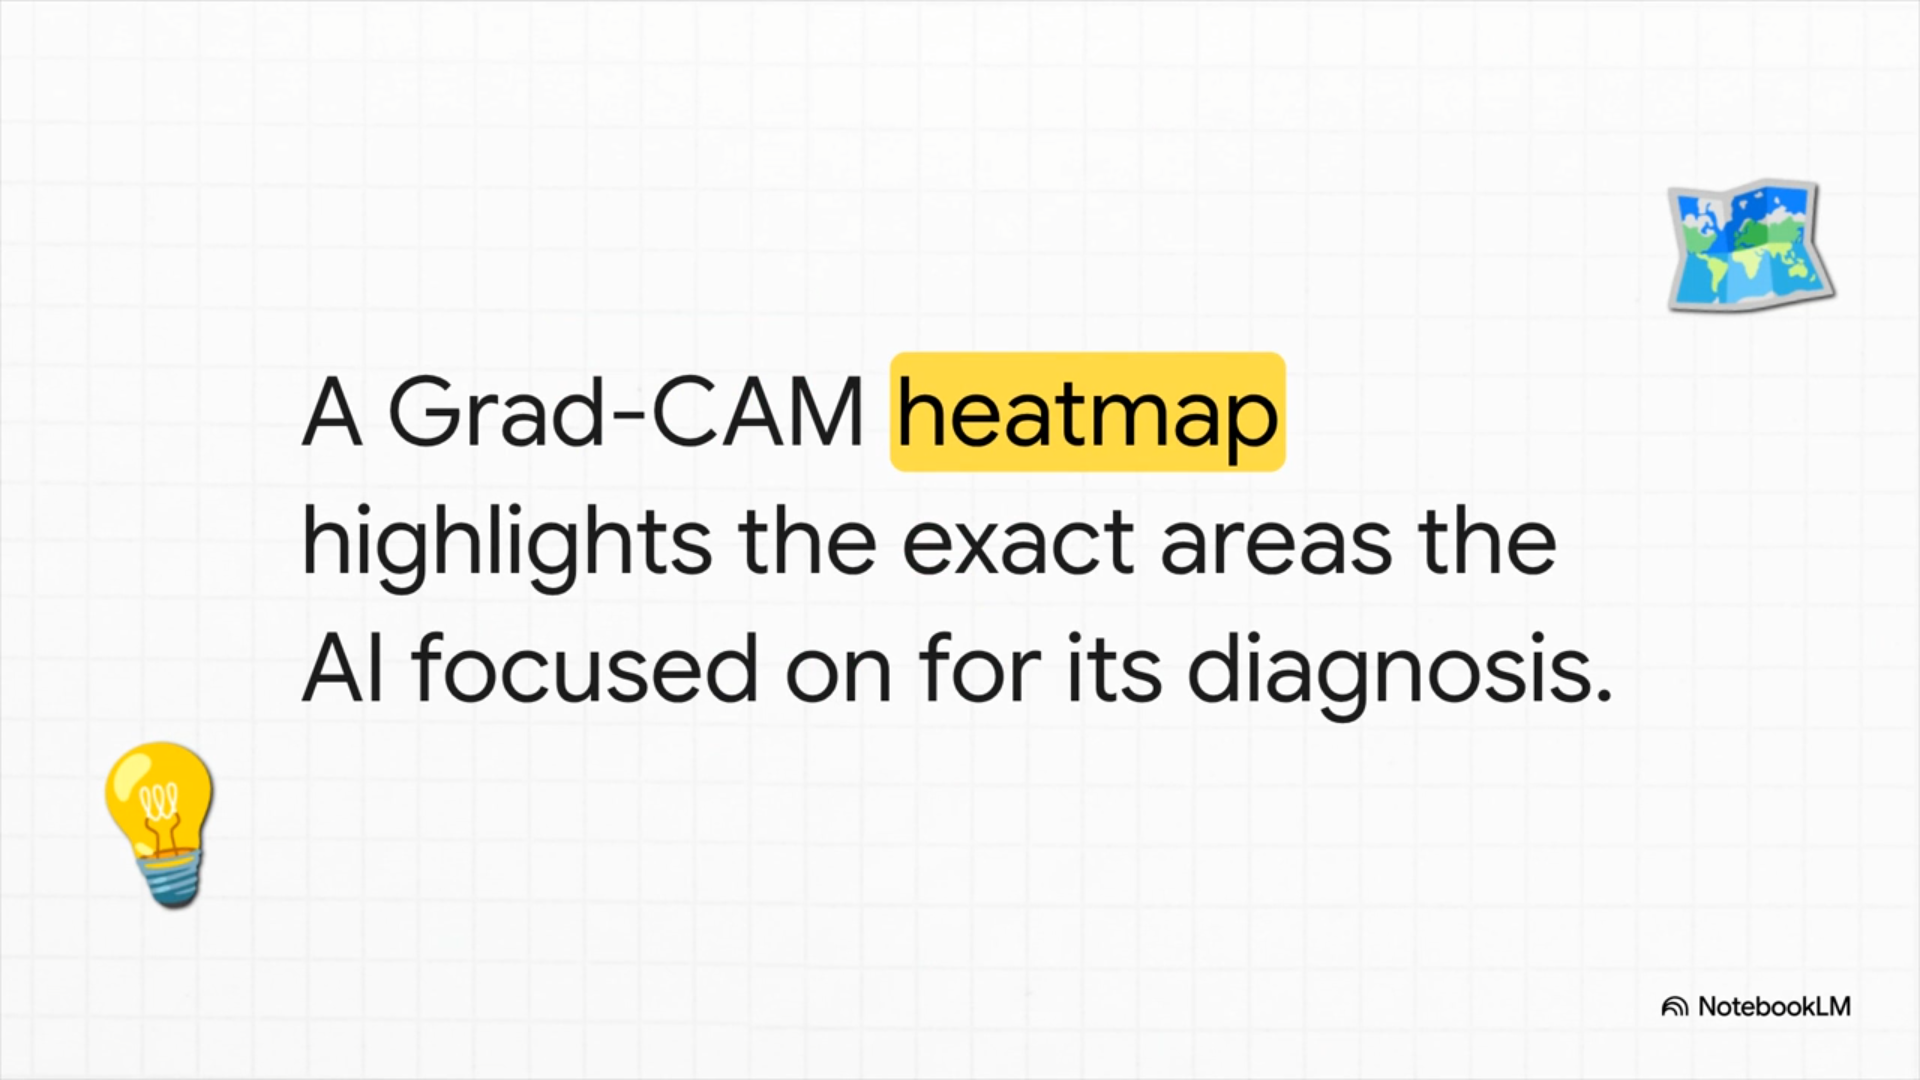 A Grad-CAM heatmap
highlights the exact areas the
AI focused on for its diagnosis.
NotebookLM